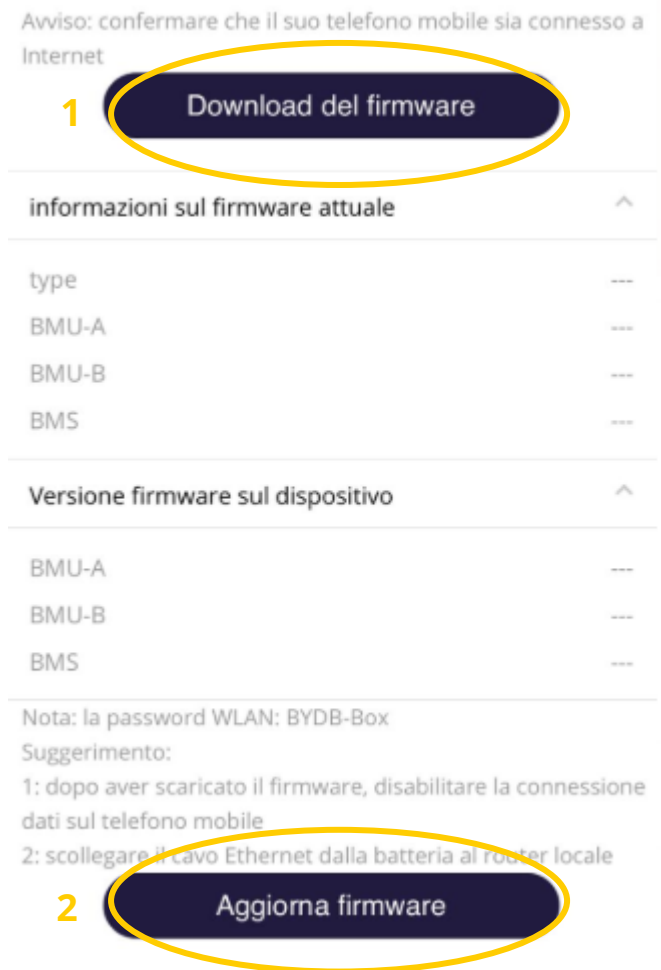 Avviso: confermare che il suo telefono mobile sia connesso a
Internet
1 Download del firmware
informazioni sul firmware attuale
type ---
BMU-A ---
BMU-B ---
BMS ---
Versione firmware sul dispositivo
BMU-A ---
BMU-B ---
BMS ---
Nota: la password WLAN: BYDB-Box
Suggerimento:
1: dopo aver scaricato il firmware, disabilitare la connessione
dati sul telefono mobile
2: scollegare il cavo Ethernet dalla batteria al router locale
2 Aggiorna firmware